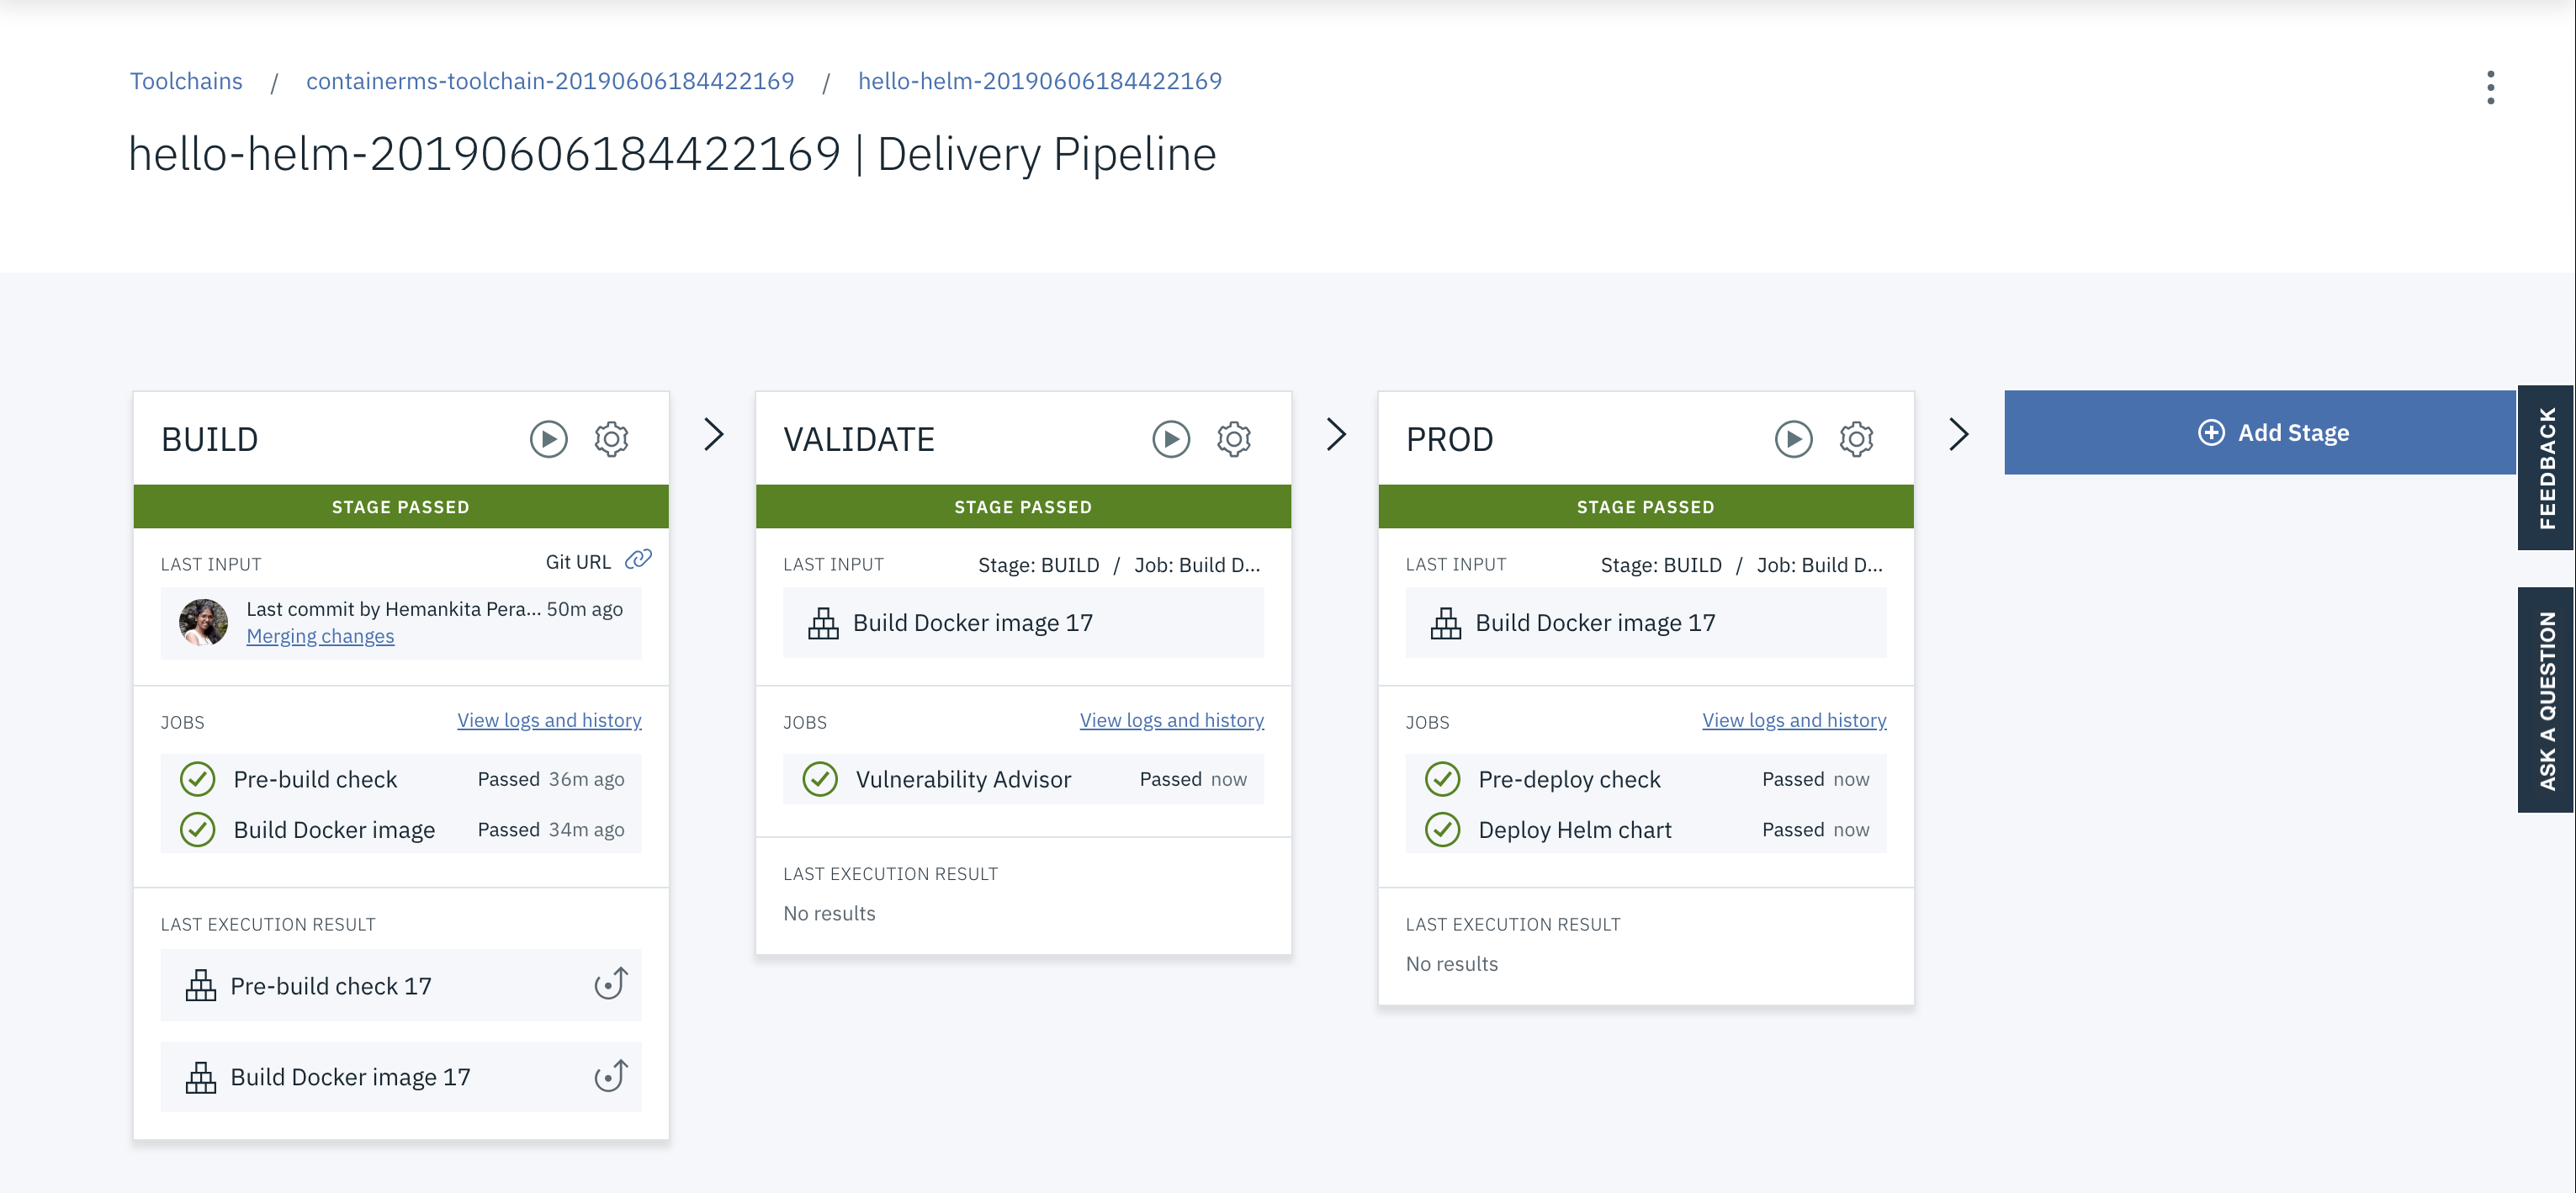 Toolchains / containerms-toolchain-20190606184422169 / hello-helm-20190606184422169
hello-helm-20190606184422169 | Delivery Pipeline
BUILD
STAGE PASSED
LAST INPUT Git URL
Last commit by Hemankita Pera... 50m ago
Merging changes
JOBS View logs and history
Pre-build check Passed 36m ago
Build Docker image Passed 34m ago
LAST EXECUTION RESULT
Pre-build check 17
Build Docker image 17
VALIDATE
STAGE PASSED
LAST INPUT Stage: BUILD / Job: Build D...
Build Docker image 17
JOBS View logs and history
Vulnerability Advisor Passed now
LAST EXECUTION RESULT
No results
PROD
STAGE PASSED
LAST INPUT Stage: BUILD / Job: Build D...
Build Docker image 17
JOBS View logs and history
Pre-deploy check Passed now
Deploy Helm chart Passed now
LAST EXECUTION RESULT
No results
Add Stage
FEEDBACK
ASK A QUESTION